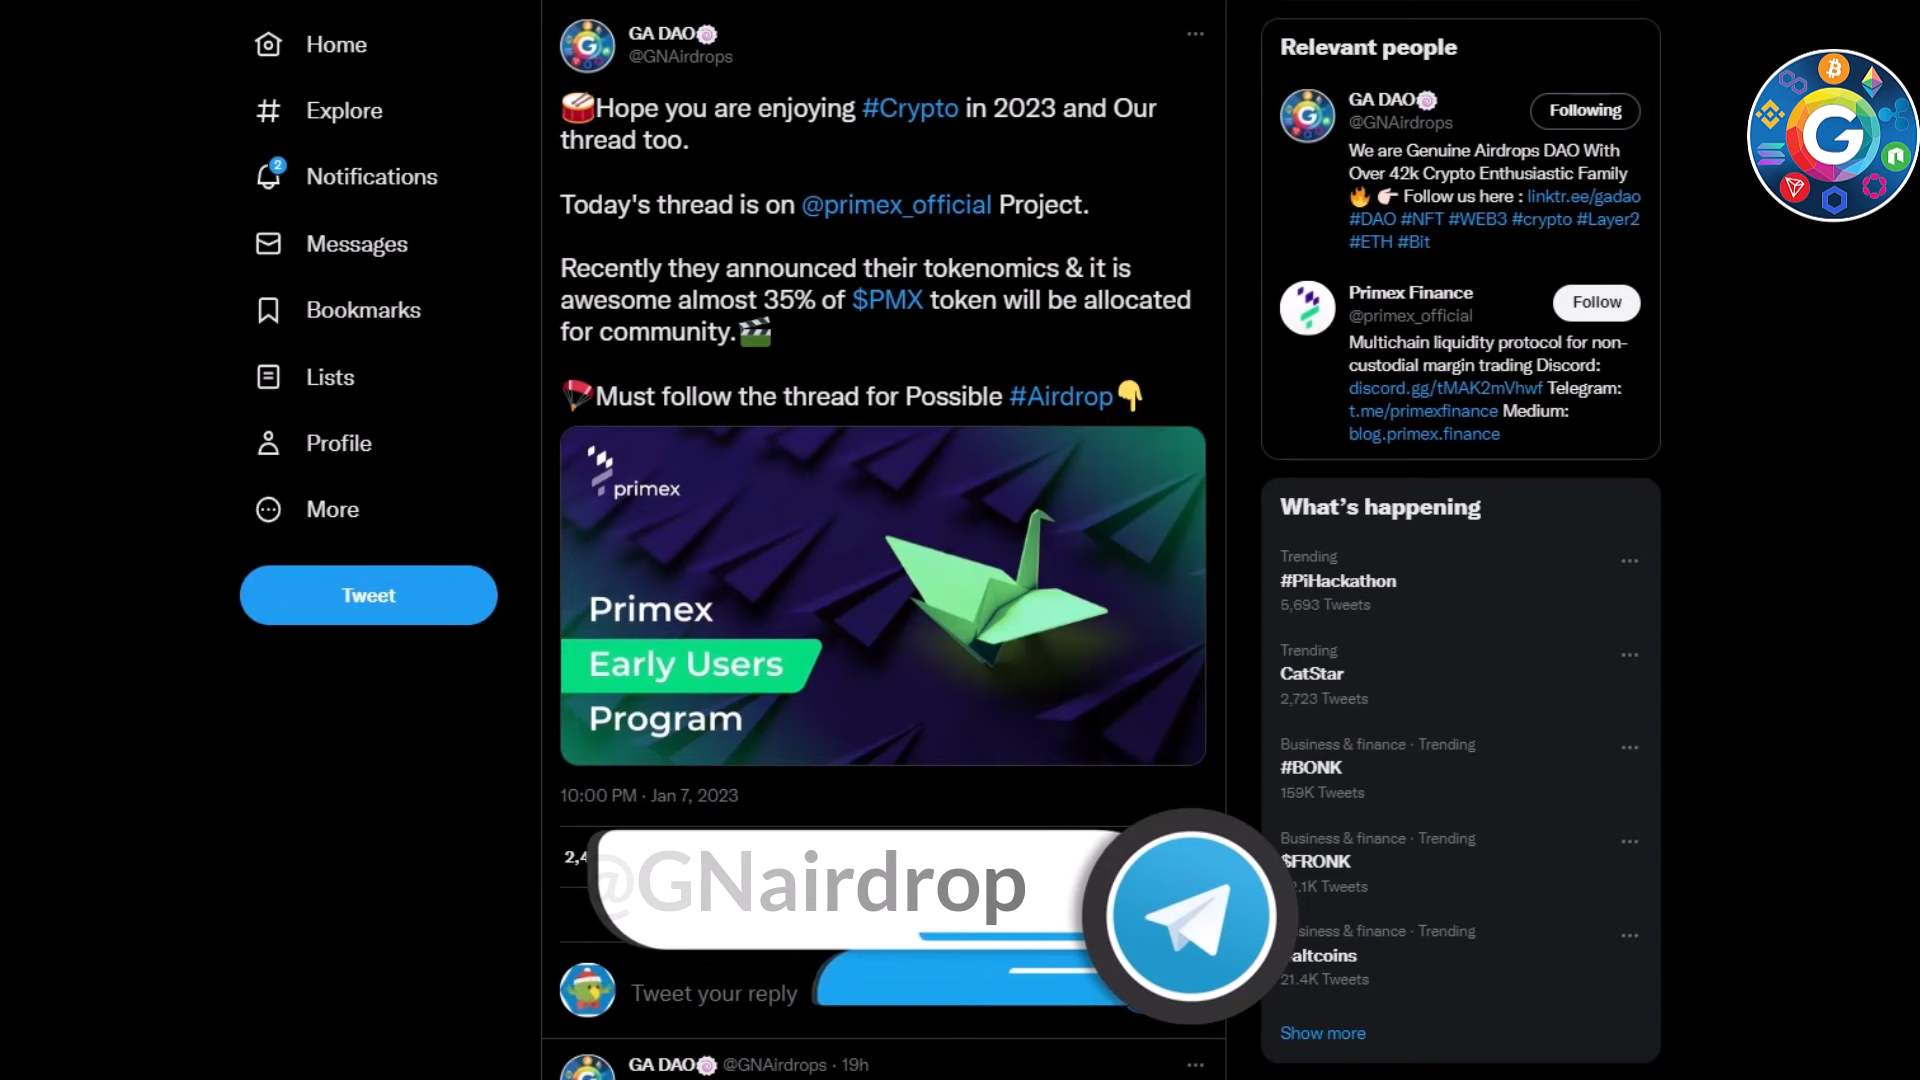 Home
Explore
2
Notifications
Messages
Bookmarks
Lists
Profile
More
Tweet
GA DAO
@GNAirdrops
Hope you are enjoying #Crypto in 2023 and Our
thread too.
Today's thread is on @primex_official Project.
Recently they announced their tokenomics & it is
awesome almost 35% of $PMX token will be allocated
for community.
Must follow the thread for Possible #Airdrop
primex
Primex
Early Users
Program
10:00 PM · Jan 7, 2023
@GNairdrop
Tweet your reply
GA DAO @GNAirdrops · 19h
Relevant people
GA DAO
@GNAirdrops
Following
We are Genuine Airdrops DAO With
Over 42k Crypto Enthusiastic Family
Follow us here : linktr.ee/gadao
#DAO #NFT #WEB3 #crypto #Layer2
#ETH #Bit
Primex Finance
@primex_official
Follow
Multichain liquidity protocol for non-
custodial margin trading Discord:
discord.gg/tMAK2mVhwf Telegram:
t.me/primexfinance Medium:
blog.primex.finance
What's happening
Trending
#PiHackathon
5,693 Tweets
Trending
CatStar
2,723 Tweets
Business & finance · Trending
#BONK
159K Tweets
Business & finance · Trending
$FRONK
Tweets
& finance · Trending
altcoins
21.4K Tweets
Show more
G